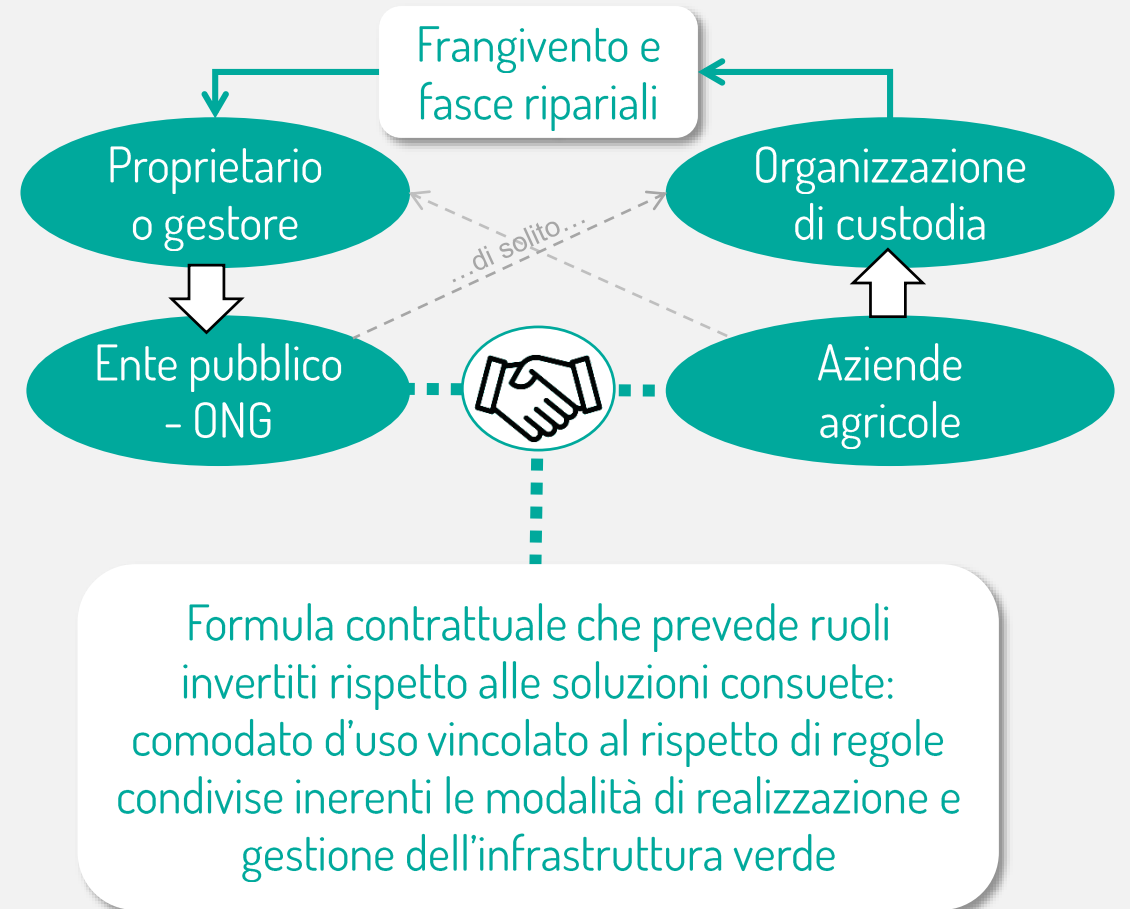 Frangivento e
fasce ripariali
Proprietario
o gestore
Organizzazione
di custodia
...di solito...
Ente pubblico
- ONG
Aziende
agricole
Formula contrattuale che prevede ruoli
invertiti rispetto alle soluzioni consuete:
comodato d'uso vincolato al rispetto di regole
condivise inerenti le modalità di realizzazione e
gestione dell'infrastruttura verde